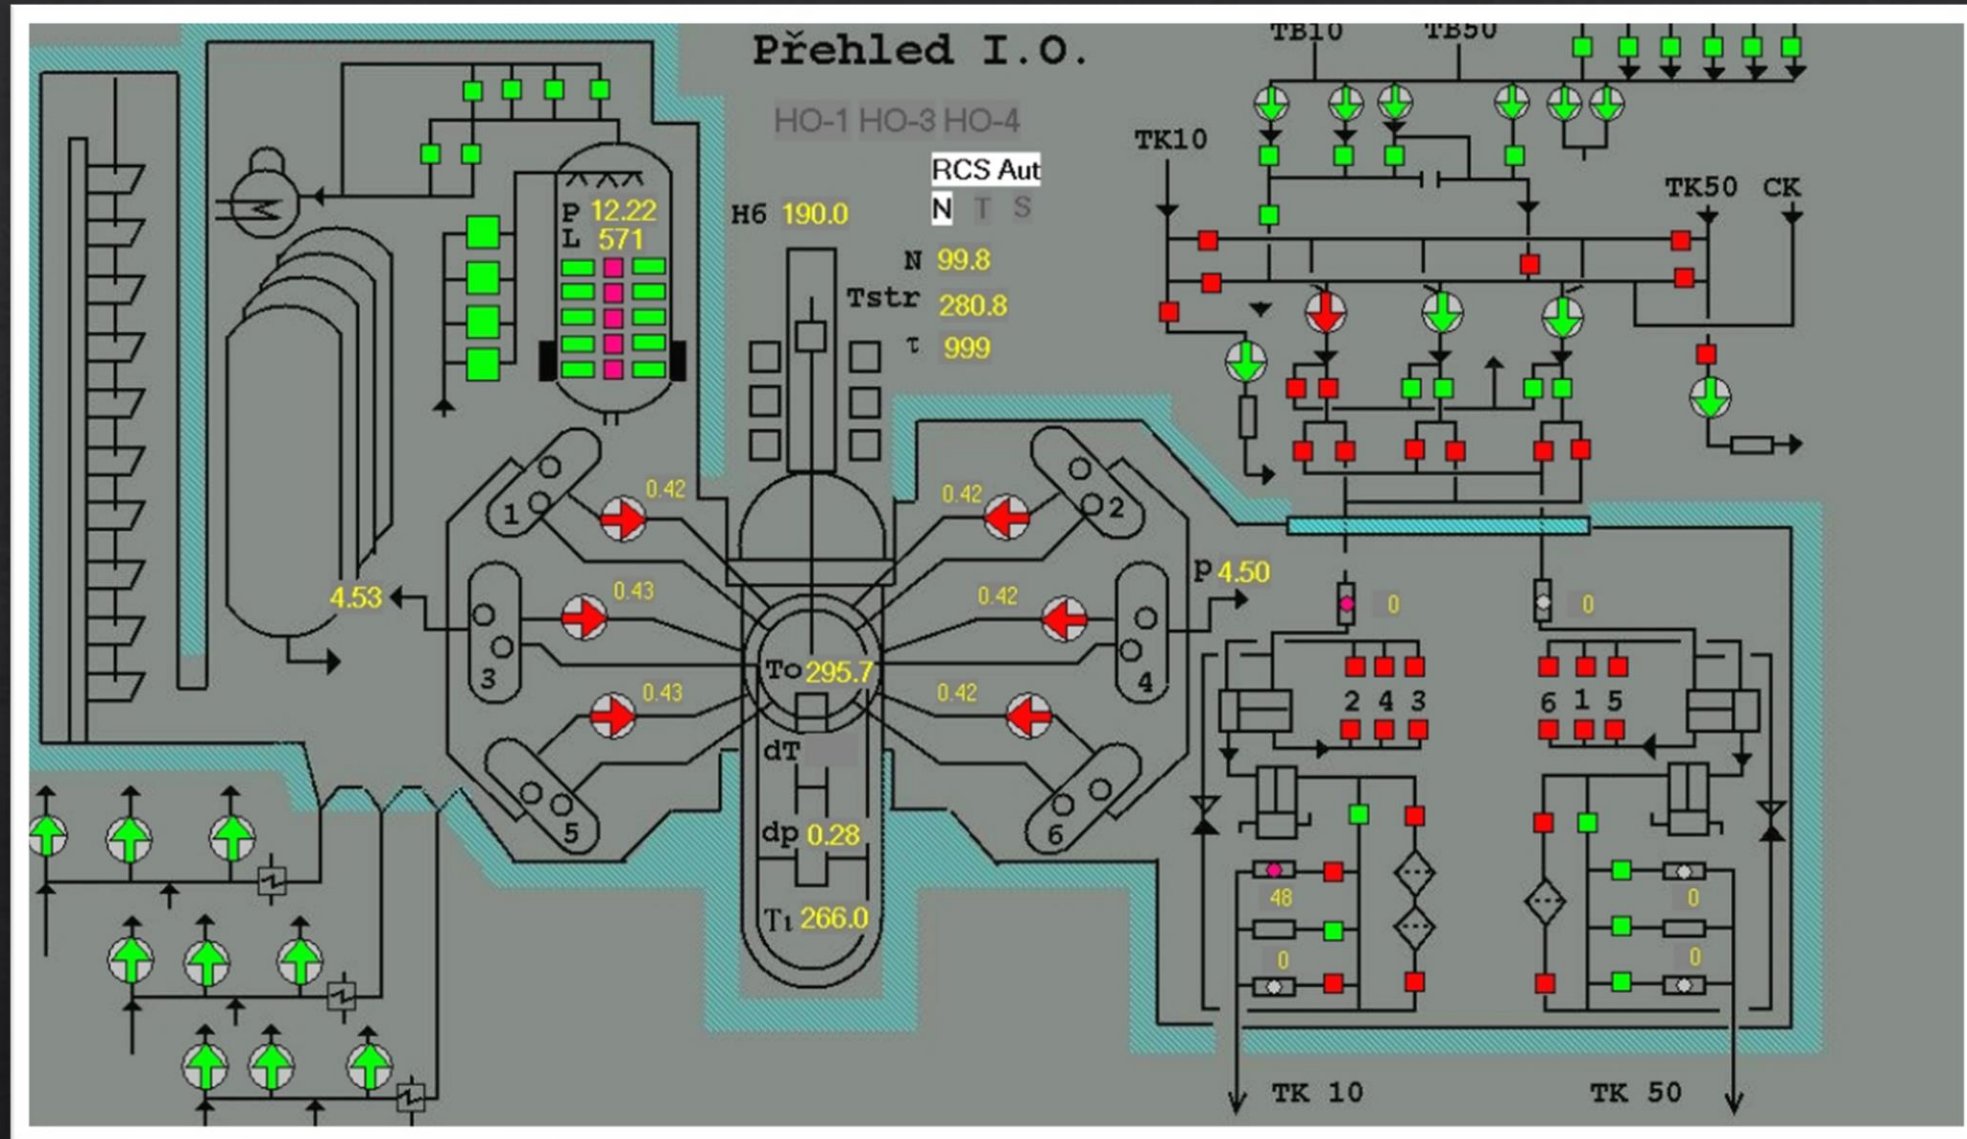 Přehled I.O.
HO-1 HO-3 HO-4
RCS Aut
N T S
H6 190.0
N 99.8
Tstr 280.8
τ 999
P 12.22
L 571
TB10 TB50
TK10
TK50 CK
1
0.42
0.42
2
4.53
3
0.43
0.42
4
p 4.50
To 295.7
5
0.43
0.42
6
dT
dp 0.28
T1 266.0
0 0
2 4 3
6 1 5
48
0
0
0
TK 10
TK 50